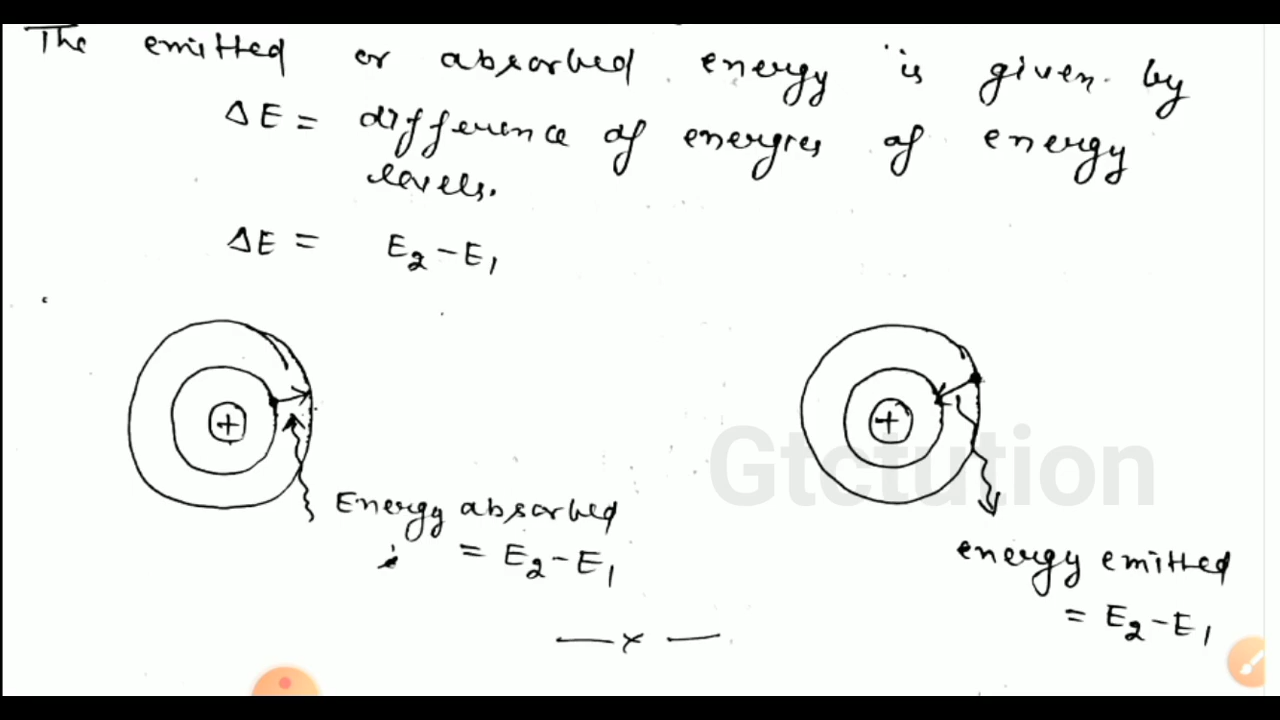 The emitted or absorbed energy is given by
ΔE = difference of energies of energy
levels.
ΔE = E₂ – E₁
+
+
Gtctution
Energy absorbed
= E₂ – E₁
energy emitted
= E₂ – E₁
— x —